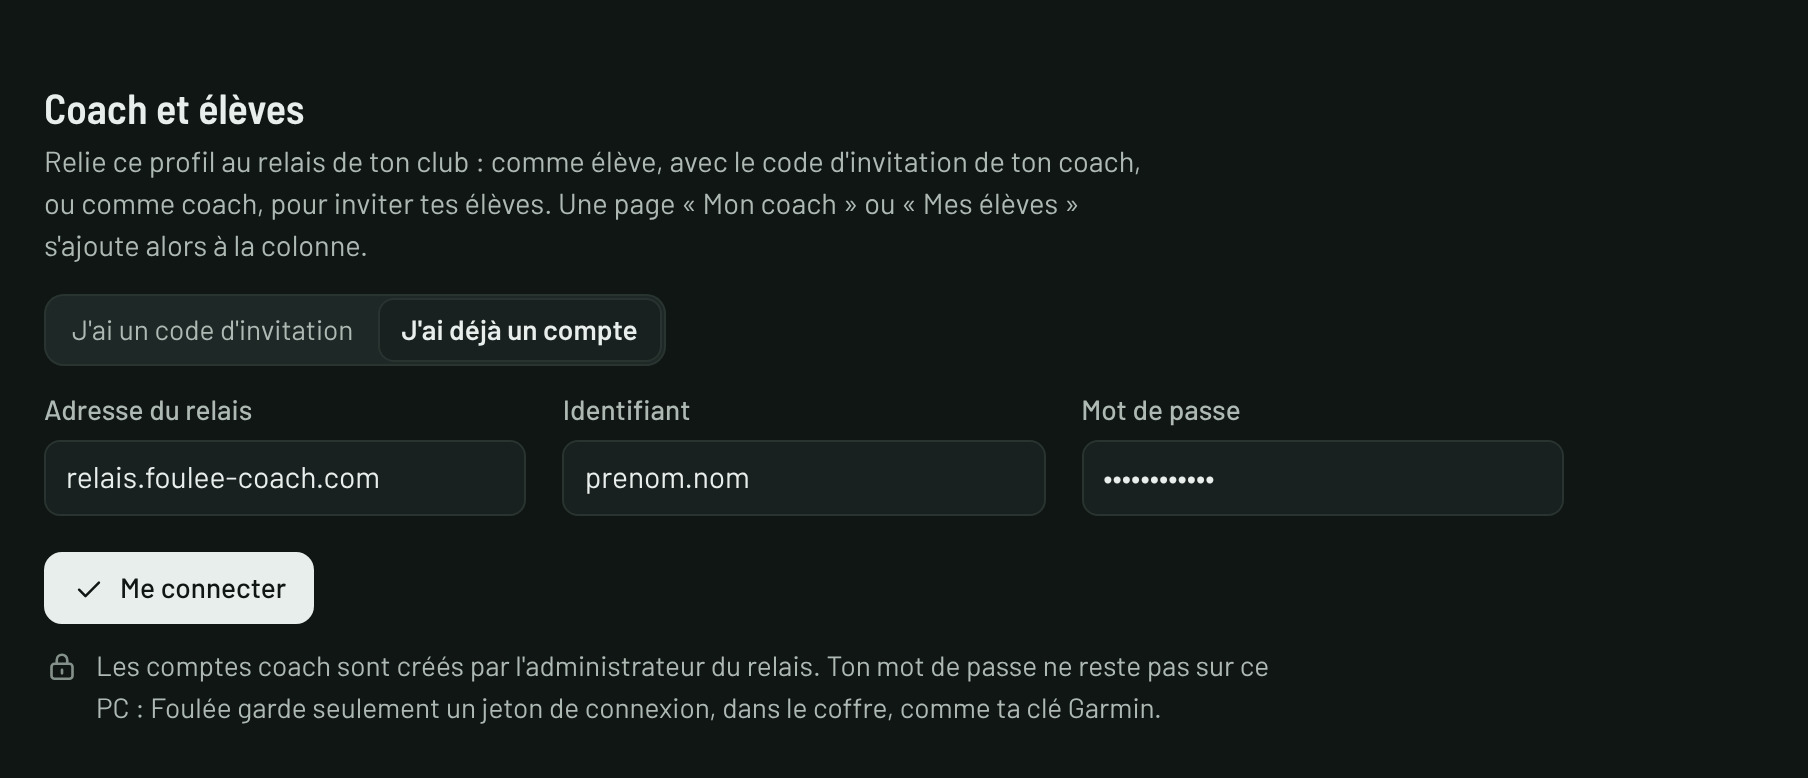 Coach et élèves
Relie ce profil au relais de ton club : comme élève, avec le code d'invitation de ton coach,
ou comme coach, pour inviter tes élèves. Une page « Mon coach » ou « Mes élèves »
s'ajoute alors à la colonne.
J'ai un code d'invitation
J'ai déjà un compte
Adresse du relais
Identifiant
Mot de passe
relais.foulee-coach.com
prenom.nom
••••••••••••
Me connecter
Les comptes coach sont créés par l'administrateur du relais. Ton mot de passe ne reste pas sur ce
PC : Foulée garde seulement un jeton de connexion, dans le coffre, comme ta clé Garmin.